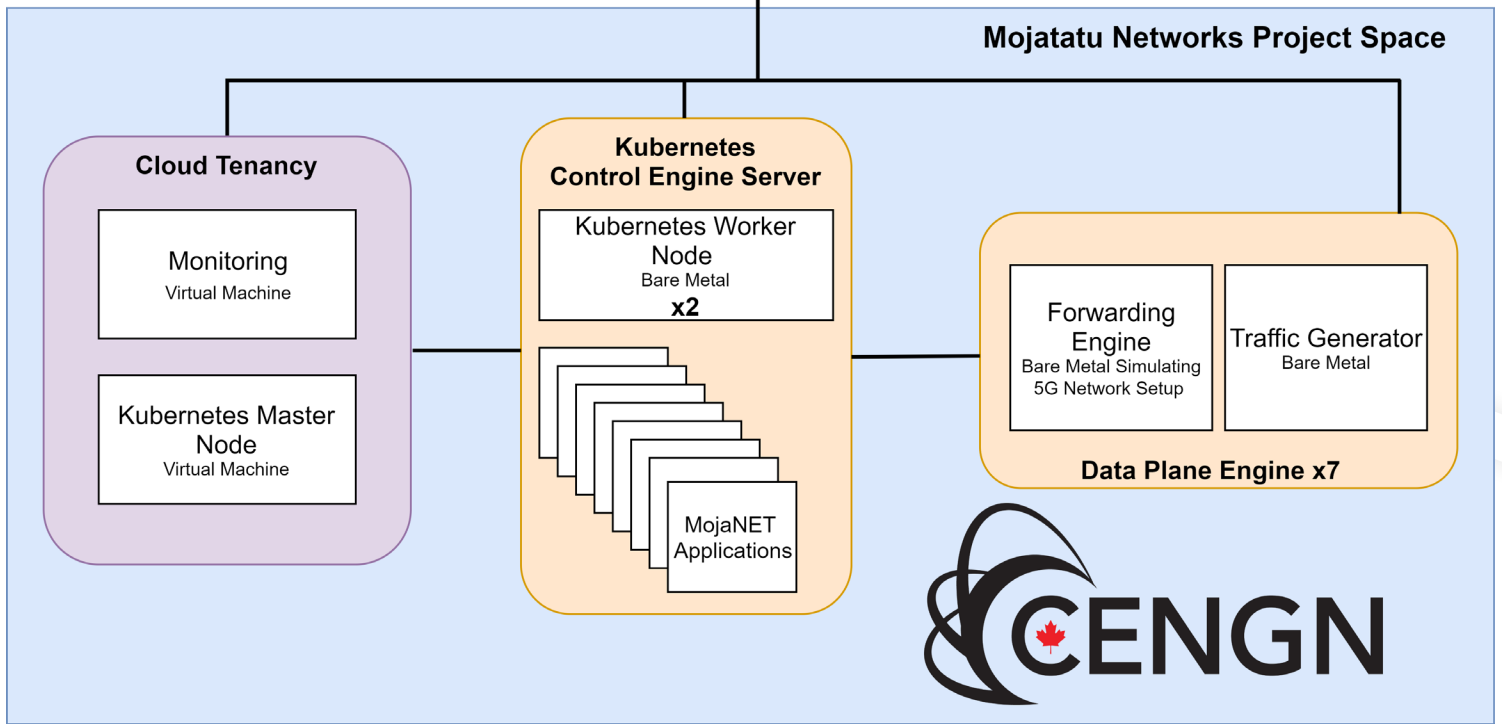 Mojatatu Networks Project Space
Cloud Tenancy
Monitoring
Virtual Machine
Kubernetes Master
Node
Virtual Machine
Kubernetes
Control Engine Server
Kubernetes Worker
Node
Bare Metal
x2
MojaNET
Applications
Forwarding
Engine
Bare Metal Simulating
5G Network Setup
Traffic Generator
Bare Metal
Data Plane Engine x7
CENGN